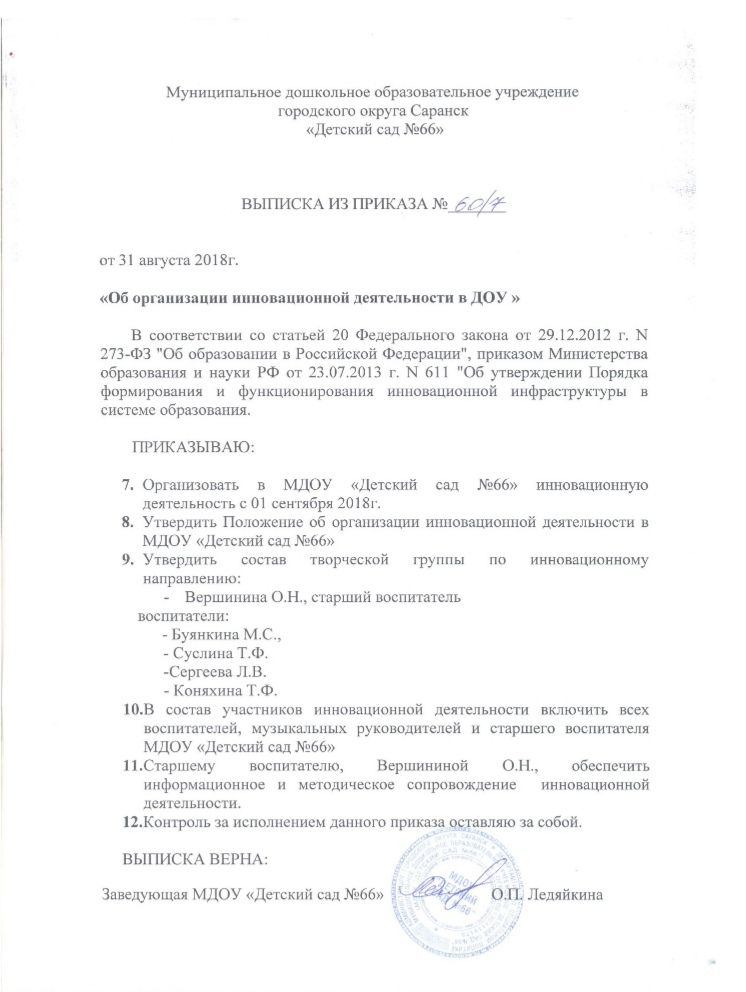 Муниципальное дошкольное образовательное учреждение
городского округа Саранск
«Детский сад №66»
ВЫПИСКА ИЗ ПРИКАЗА № 60/7
от 31 августа 2018г.
«Об организации инновационной деятельности в ДОУ »
В соответствии со статьей 20 Федерального закона от 29.12.2012 г. N
273-ФЗ "Об образовании в Российской Федерации", приказом Министерства
образования и науки РФ от 23.07.2013 г. N 611 "Об утверждении Порядка
формирования и функционирования инновационной инфраструктуры в
системе образования.
ПРИКАЗЫВАЮ:
7. Организовать в МДОУ «Детский сад №66» инновационную
деятельность с 01 сентября 2018г.
8. Утвердить Положение об организации инновационной деятельности в
МДОУ «Детский сад №66»
9. Утвердить состав творческой группы по инновационному
направлению:
- Вершинина О.Н., старший воспитатель
воспитатели:
- Буянкина М.С.,
- Суслина Т.Ф.
-Сергеева Л.В.
- Коняхина Т.Ф.
10.В состав участников инновационной деятельности включить всех
воспитателей, музыкальных руководителей и старшего воспитателя
МДОУ «Детский сад №66»
11.Старшему воспитателю, Вершининой О.Н., обеспечить
информационное и методическое сопровождение инновационной
деятельности.
12.Контроль за исполнением данного приказа оставляю за собой.
ВЫПИСКА ВЕРНА:
Заведующая МДОУ «Детский сад №66» О.П. Ледяйкина